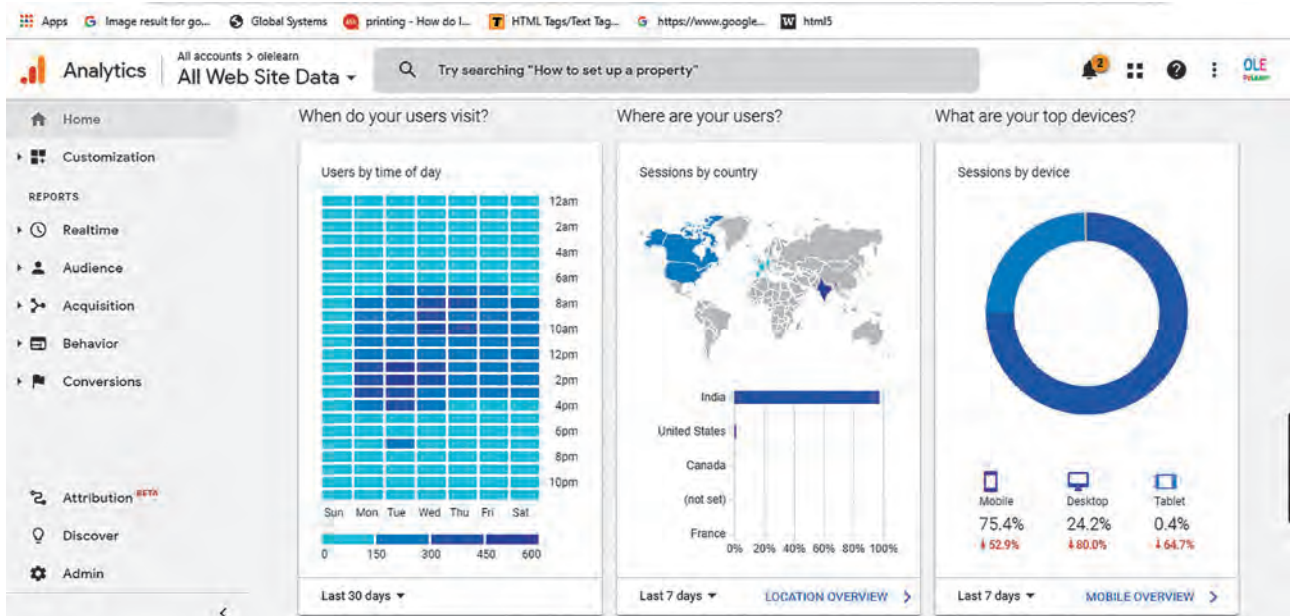 Apps Image result for go... Global Systems printing - How do I... HTML Tags/Text Tag... https://www.google... html5
Analytics
All accounts > olelearn
All Web Site Data
Try searching "How to set up a property"
2
OLE
Home
Customization
REPORTS
Realtime
Audience
Acquisition
Behavior
Conversions
Attribution BETA
Discover
Admin
When do your users visit?
Users by time of day
12am
2am
4am
6am
8am
10am
12pm
2pm
4pm
6pm
8pm
10pm
Sun Mon Tue Wed Thu Fri Sat
0 150 300 450 600
Last 30 days
Where are your users?
Sessions by country
India
United States
Canada
(not set)
France
0% 20% 40% 60% 80% 100%
Last 7 days LOCATION OVERVIEW
What are your top devices?
Sessions by device
Mobile Desktop Tablet
75.4% 24.2% 0.4%
52.9% 80.0% 64.7%
Last 7 days MOBILE OVERVIEW